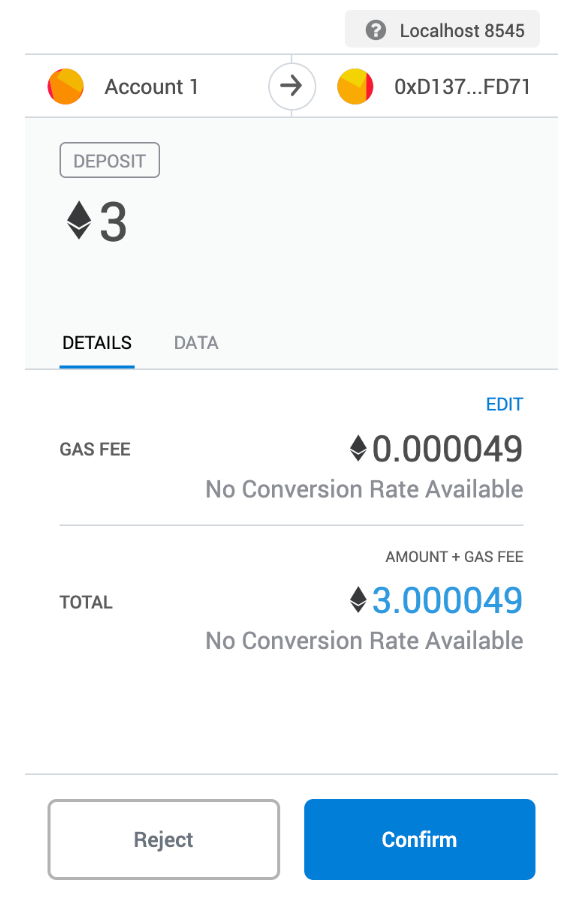 Localhost 8545
Account 1
0xD137...FD71
DEPOSIT
3
DETAILS DATA
EDIT
GAS FEE 0.000049
No Conversion Rate Available
AMOUNT + GAS FEE
TOTAL 3.000049
No Conversion Rate Available
Reject Confirm